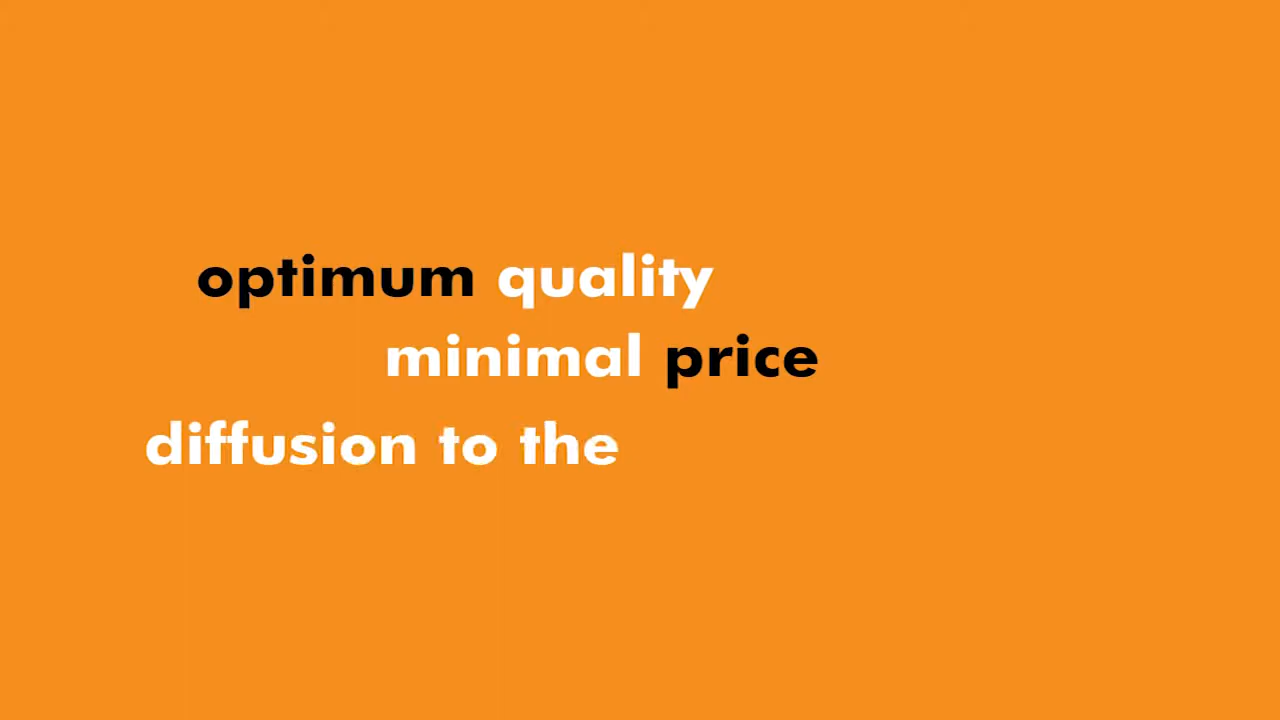 optimum quality
minimal price
diffusion to the